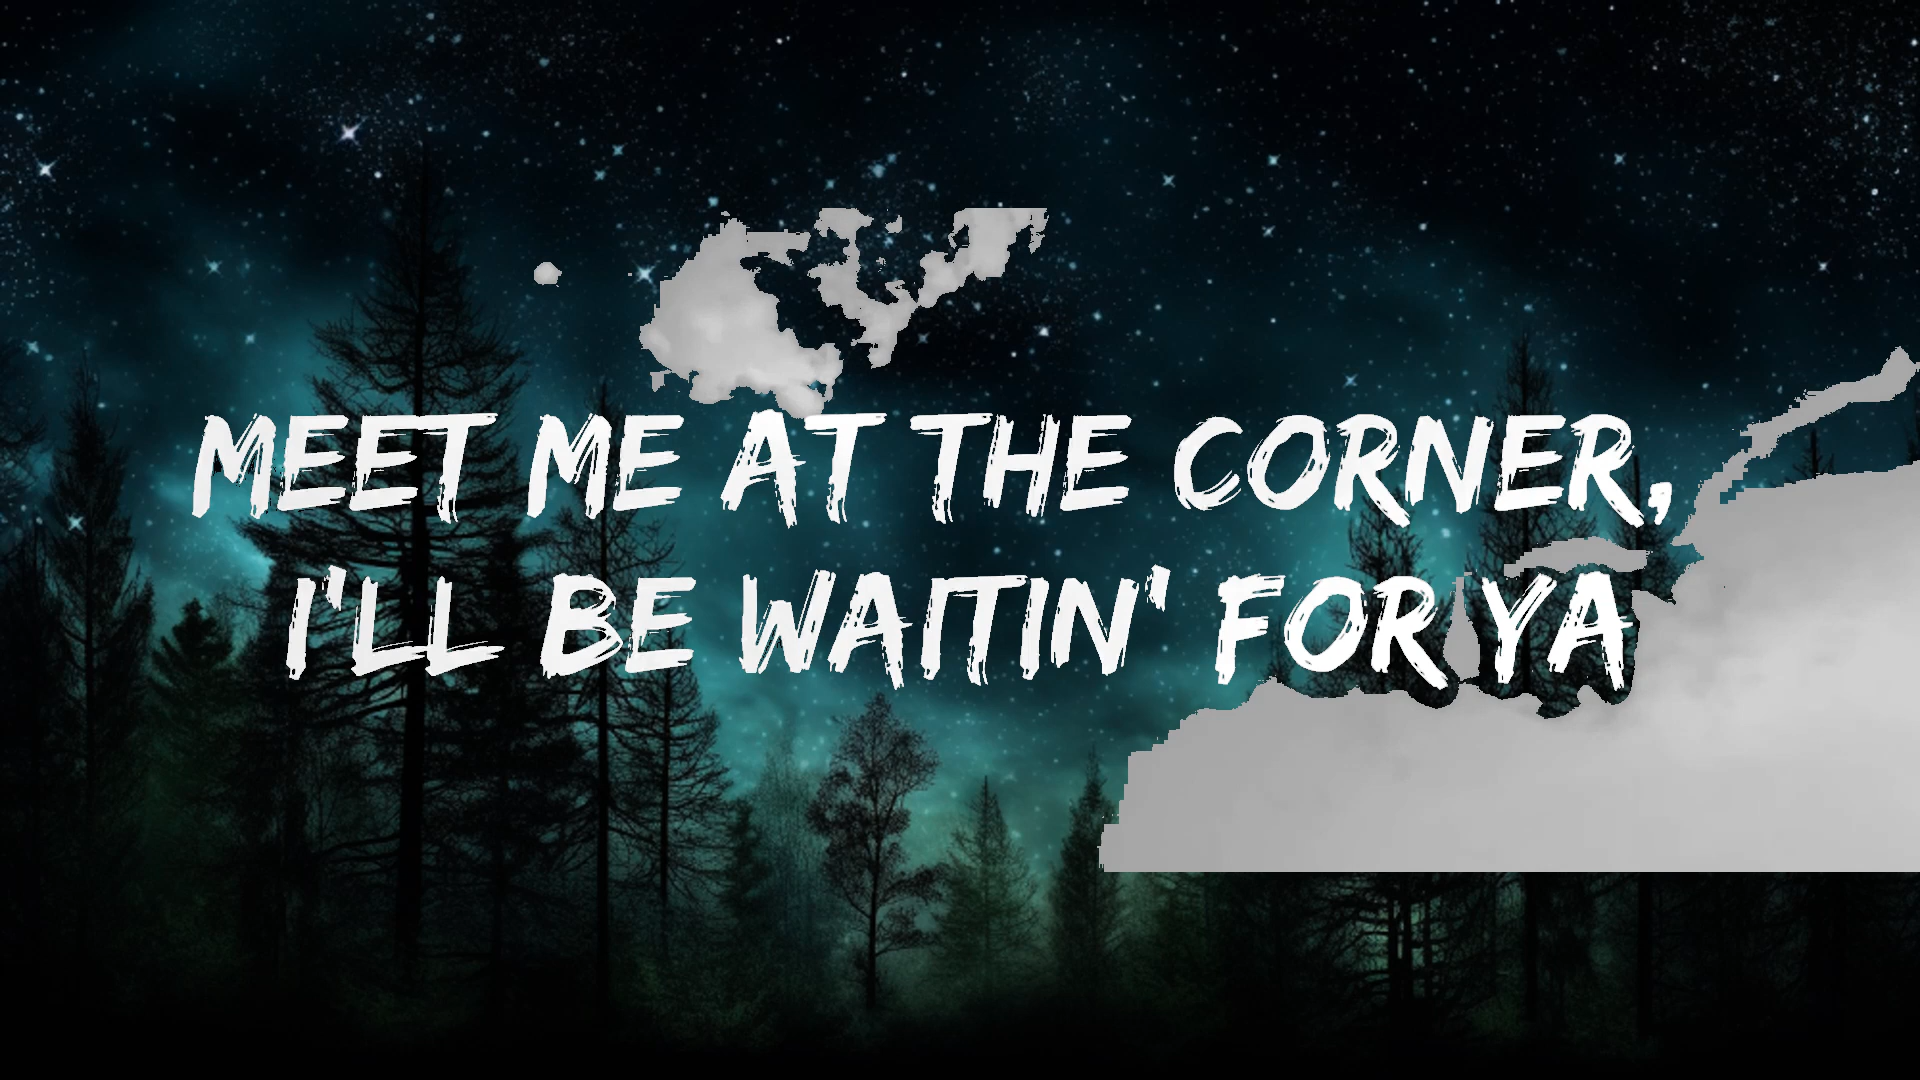 MEET ME AT THE CORNER,
I'LL BE WAITIN' FOR YA